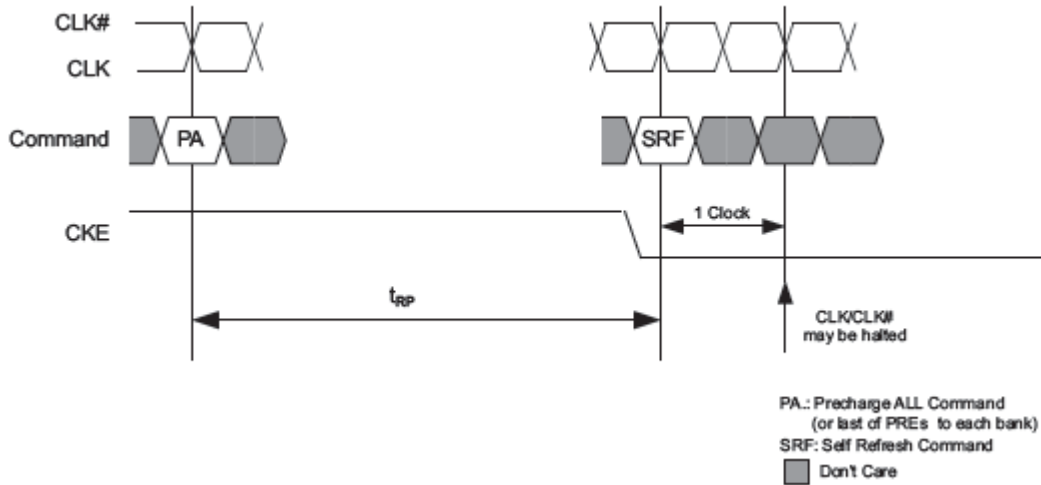 CLK#
CLK
Command
PA
SRF
CKE
1 Clock
tRP
CLK/CLK#
may be halted
PA.: Precharge ALL Command
(or last of PREs to each bank)
SRF: Self Refresh Command
Don't Care